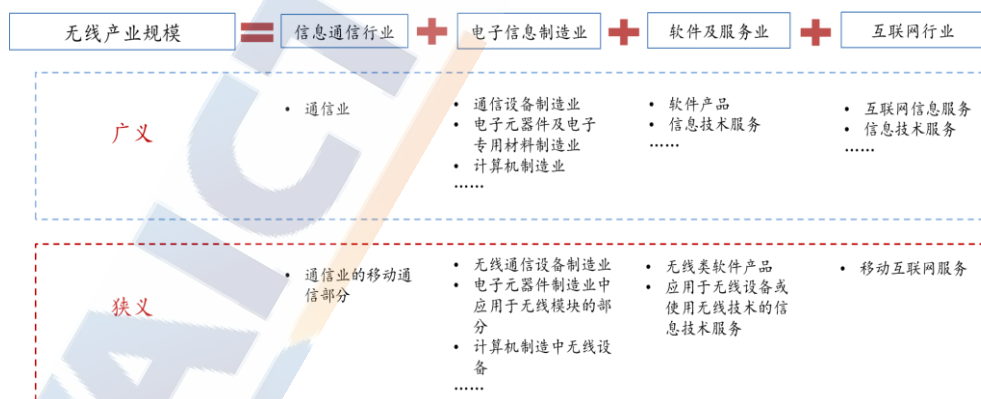 无线产业规模 = 信息通信行业 + 电子信息制造业 + 软件及服务业 + 互联网行业
广义
• 通信业
• 通信设备制造业
• 电子元器件及电子
专用材料制造业
• 计算机制造业
……
• 软件产品
• 信息技术服务
……
• 互联网信息服务
• 信息技术服务
……
狭义
• 通信业的移动通
信部分
• 无线通信设备制造业
• 电子元器件制造业中
应用于无线模块的部
分
• 计算机制造中无线设
备
……
• 无线类软件产品
• 应用于无线设备或
使用无线技术的信
息技术服务
• 移动互联网服务
CAICT